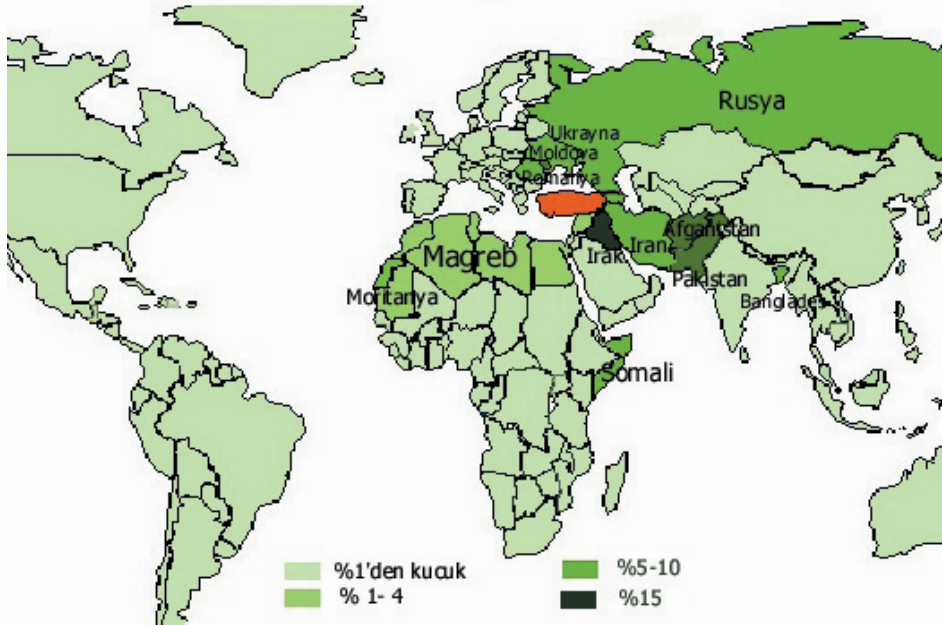 Rusya
Ukrayna
Moldova
Romanya
Magreb
Irak
Iran
Afganistan
Pakistan
Moritanya
Banglades
Somali
%1'den kucuk
% 1- 4
%5-10
%15